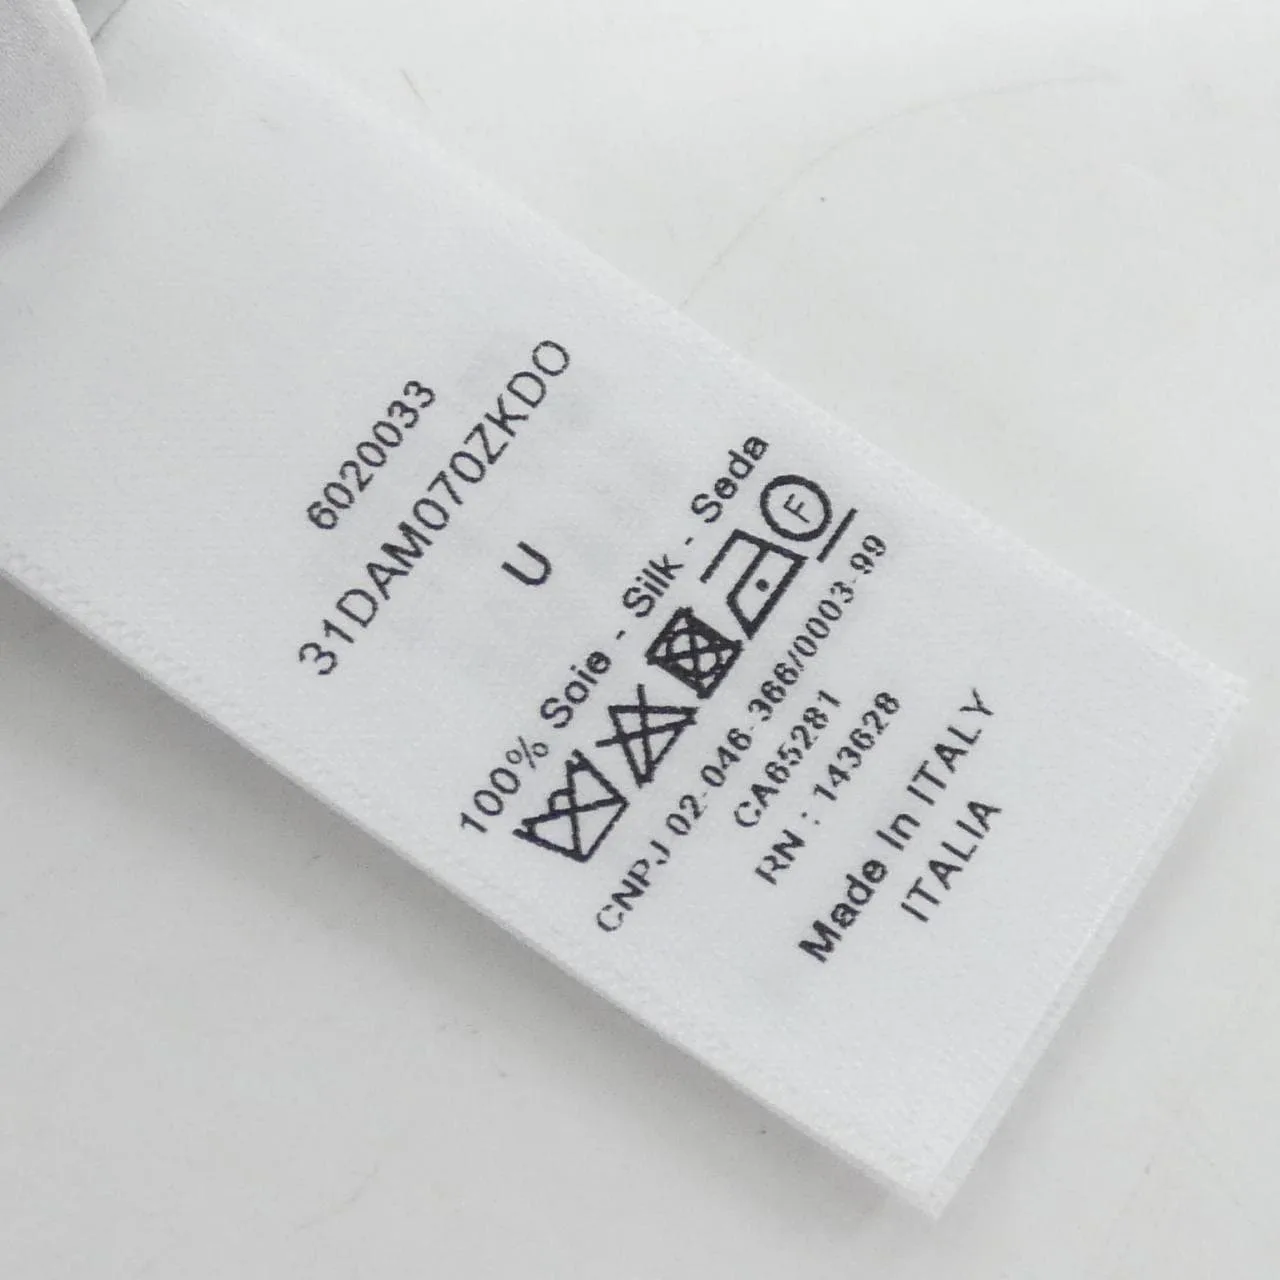 6020033
31DAM070ZKDO
U
100% Soie - Silk - Seda
F
CNPJ 02-046-366/0003-99
CA65281
RN : 143628
Made In ITALY
ITALIA